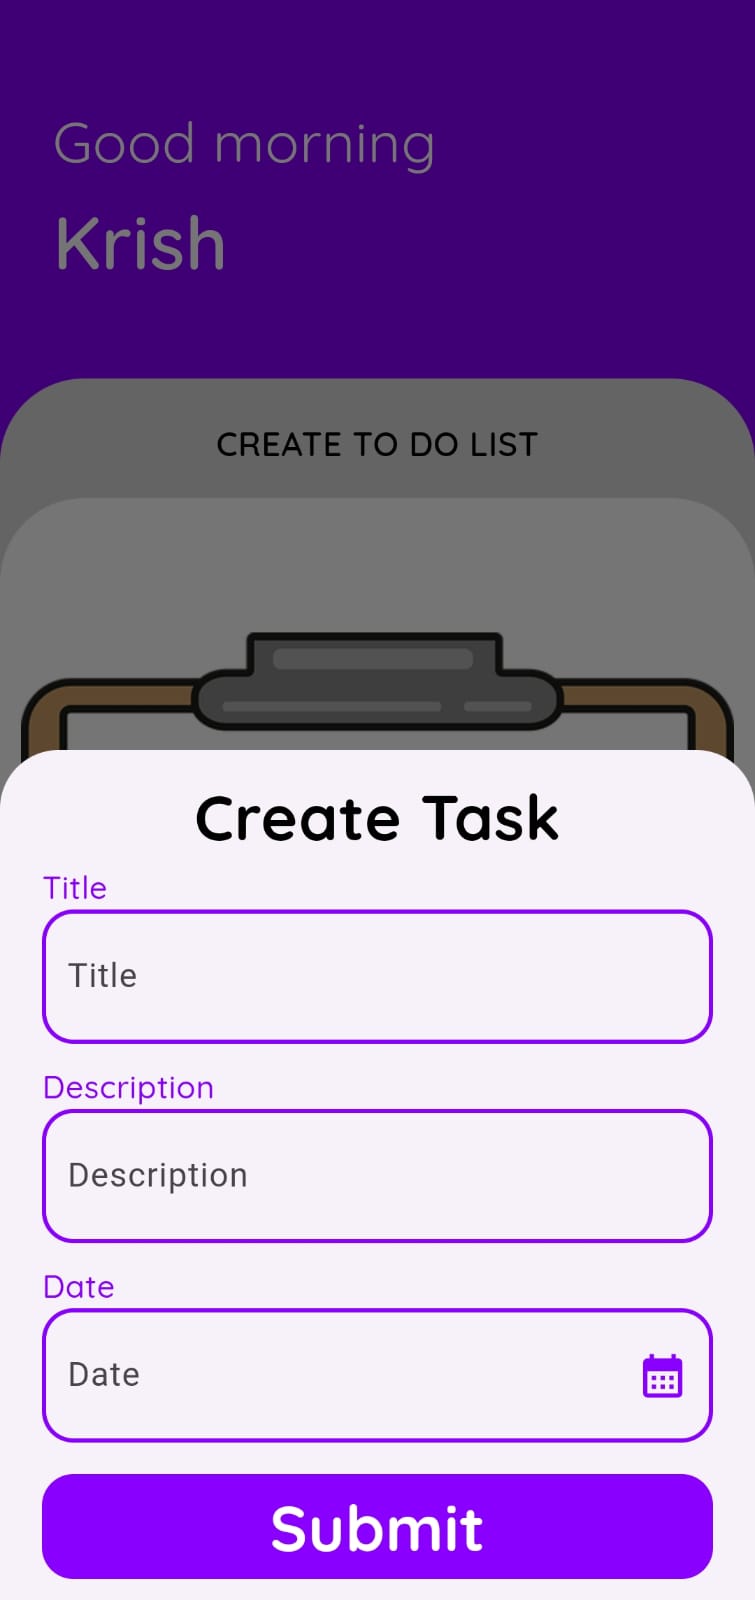 Good morning
Krish
CREATE TO DO LIST
Create Task
Title
Title
Description
Description
Date
Date
Submit